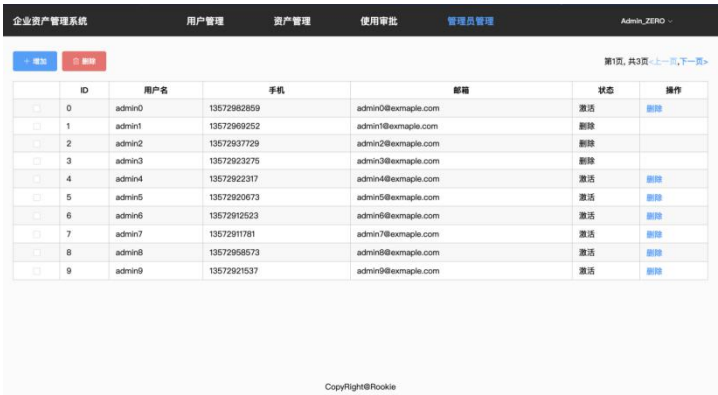 企业资产管理系统 用户管理 资产管理 使用审批 管理员管理 Admin_ZERO
+ 增加 删除 第1页, 共3页<上一页,下一页>
ID 用户名 手机 邮箱 状态 操作
0 admin0 13572982859 admin0@exmaple.com 激活 删除
1 admin1 13572969252 admin1@exmaple.com 删除
2 admin2 13572937729 admin2@exmaple.com 删除
3 admin3 13572923275 admin3@exmaple.com 删除
4 admin4 13572922317 admin4@exmaple.com 激活 删除
5 admin5 13572920673 admin5@exmaple.com 激活 删除
6 admin6 13572912523 admin6@exmaple.com 激活 删除
7 admin7 13572911781 admin7@exmaple.com 激活 删除
8 admin8 13572958573 admin8@exmaple.com 激活 删除
9 admin9 13572921537 admin9@exmaple.com 激活 删除
CopyRight@Rookie